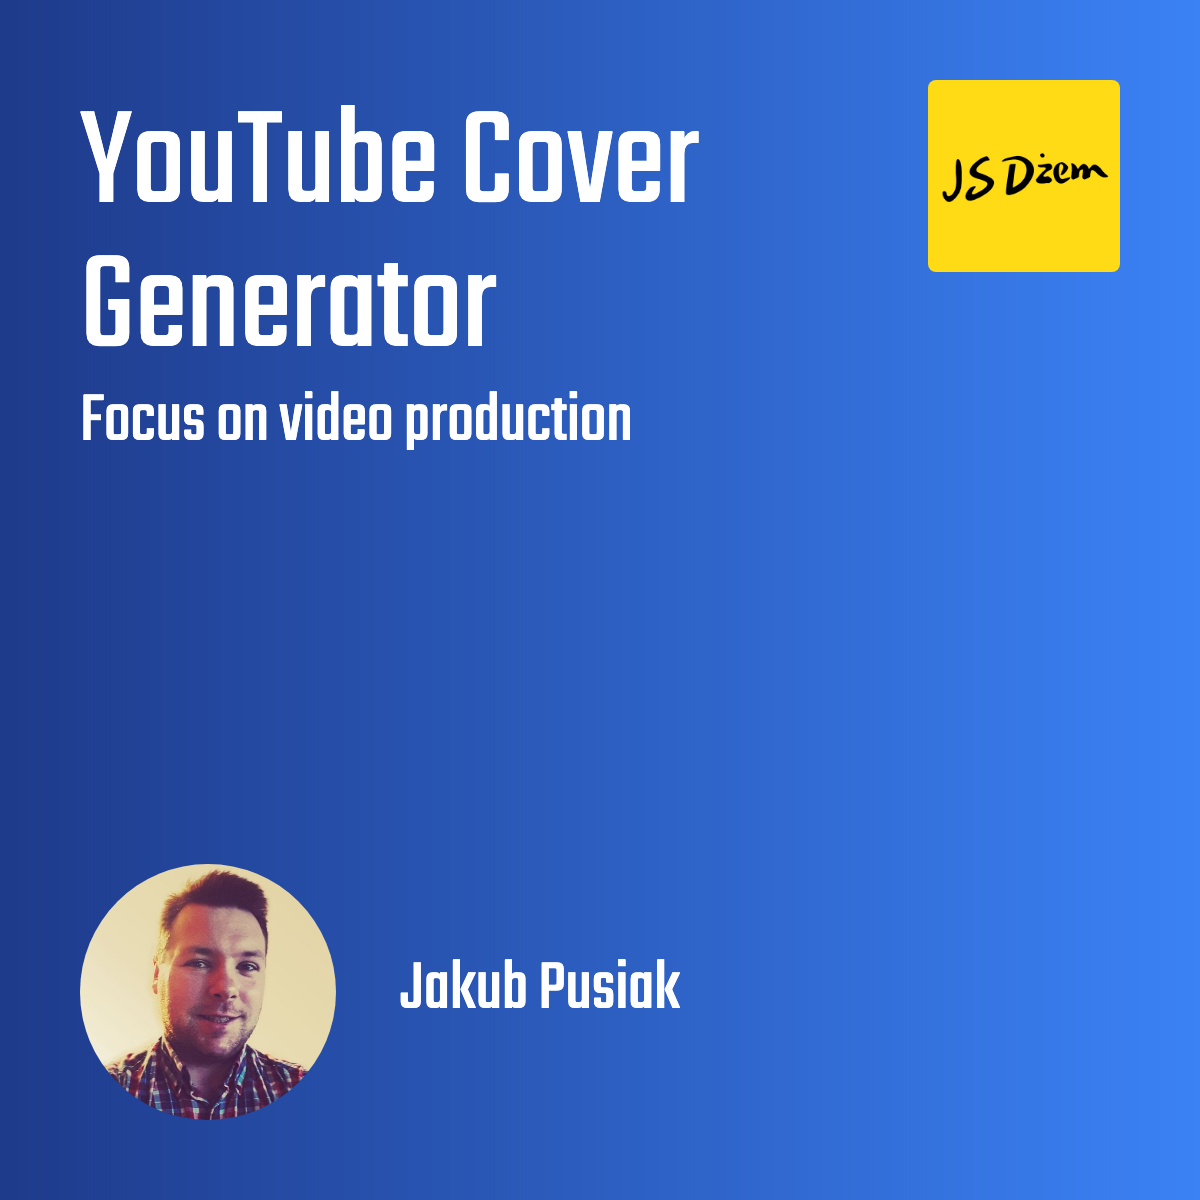 YouTube Cover
Generator
Focus on video production
JS Dżem
Jakub Pusiak